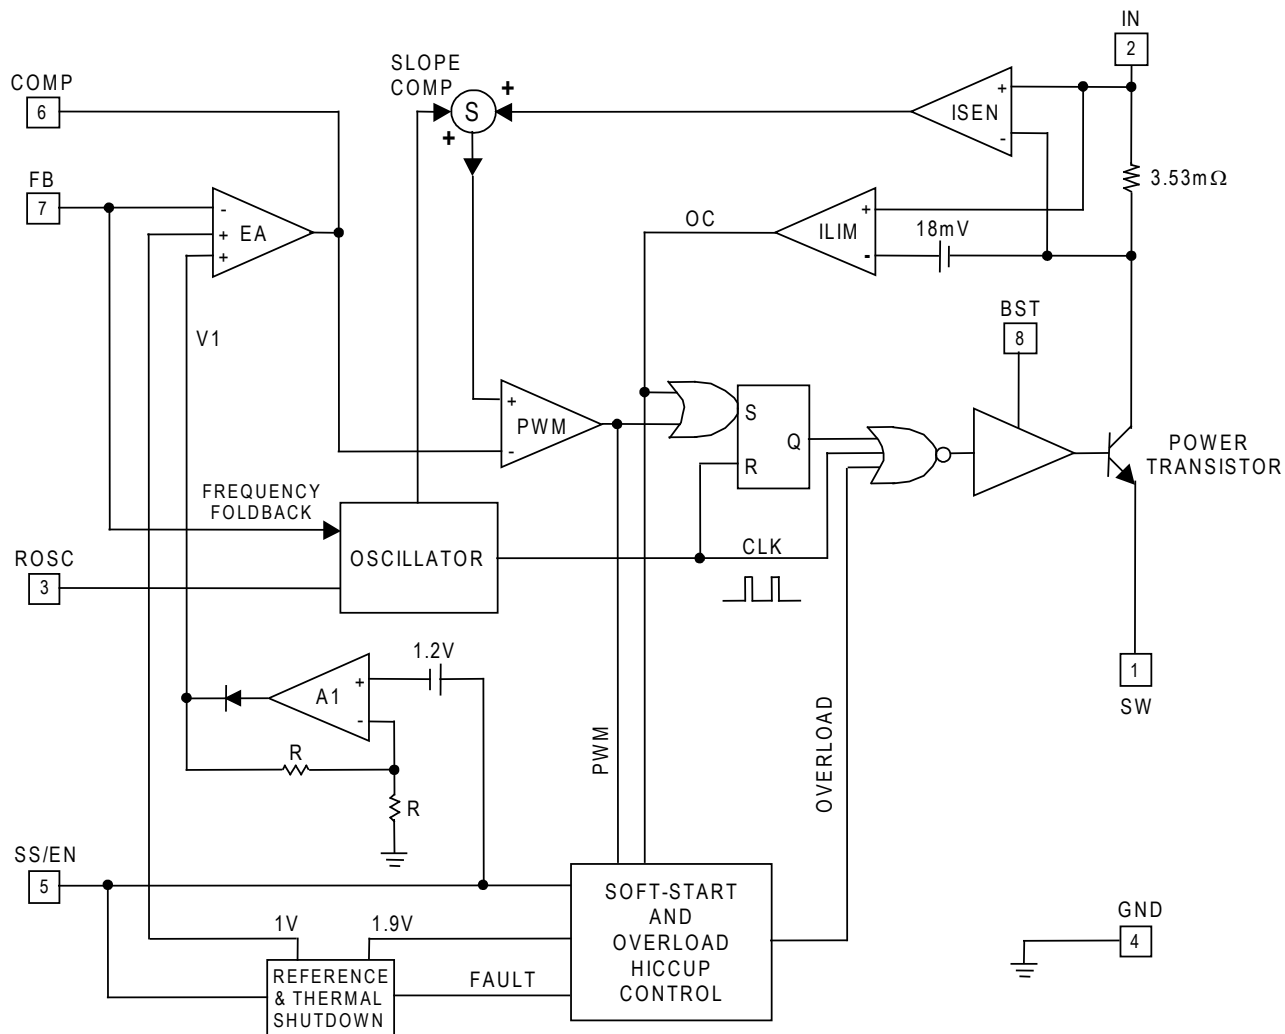 IN
2
COMP
6
SLOPE
COMP
+
S
+
+
ISEN
-
3.53mΩ
FB
7
-
+
EA
+
OC
+
ILIM
-
18mV
V1
BST
8
+
PWM
-
S
Q
R
POWER
TRANSISTOR
FREQUENCY
FOLDBACK
OSCILLATOR
CLK
ROSC
3
1.2V
+
A1
-
R
R
PWM
OVERLOAD
1
SW
SS/EN
5
SOFT-START
AND
OVERLOAD
HICCUP
CONTROL
1V
1.9V
REFERENCE
& THERMAL
SHUTDOWN
FAULT
GND
4